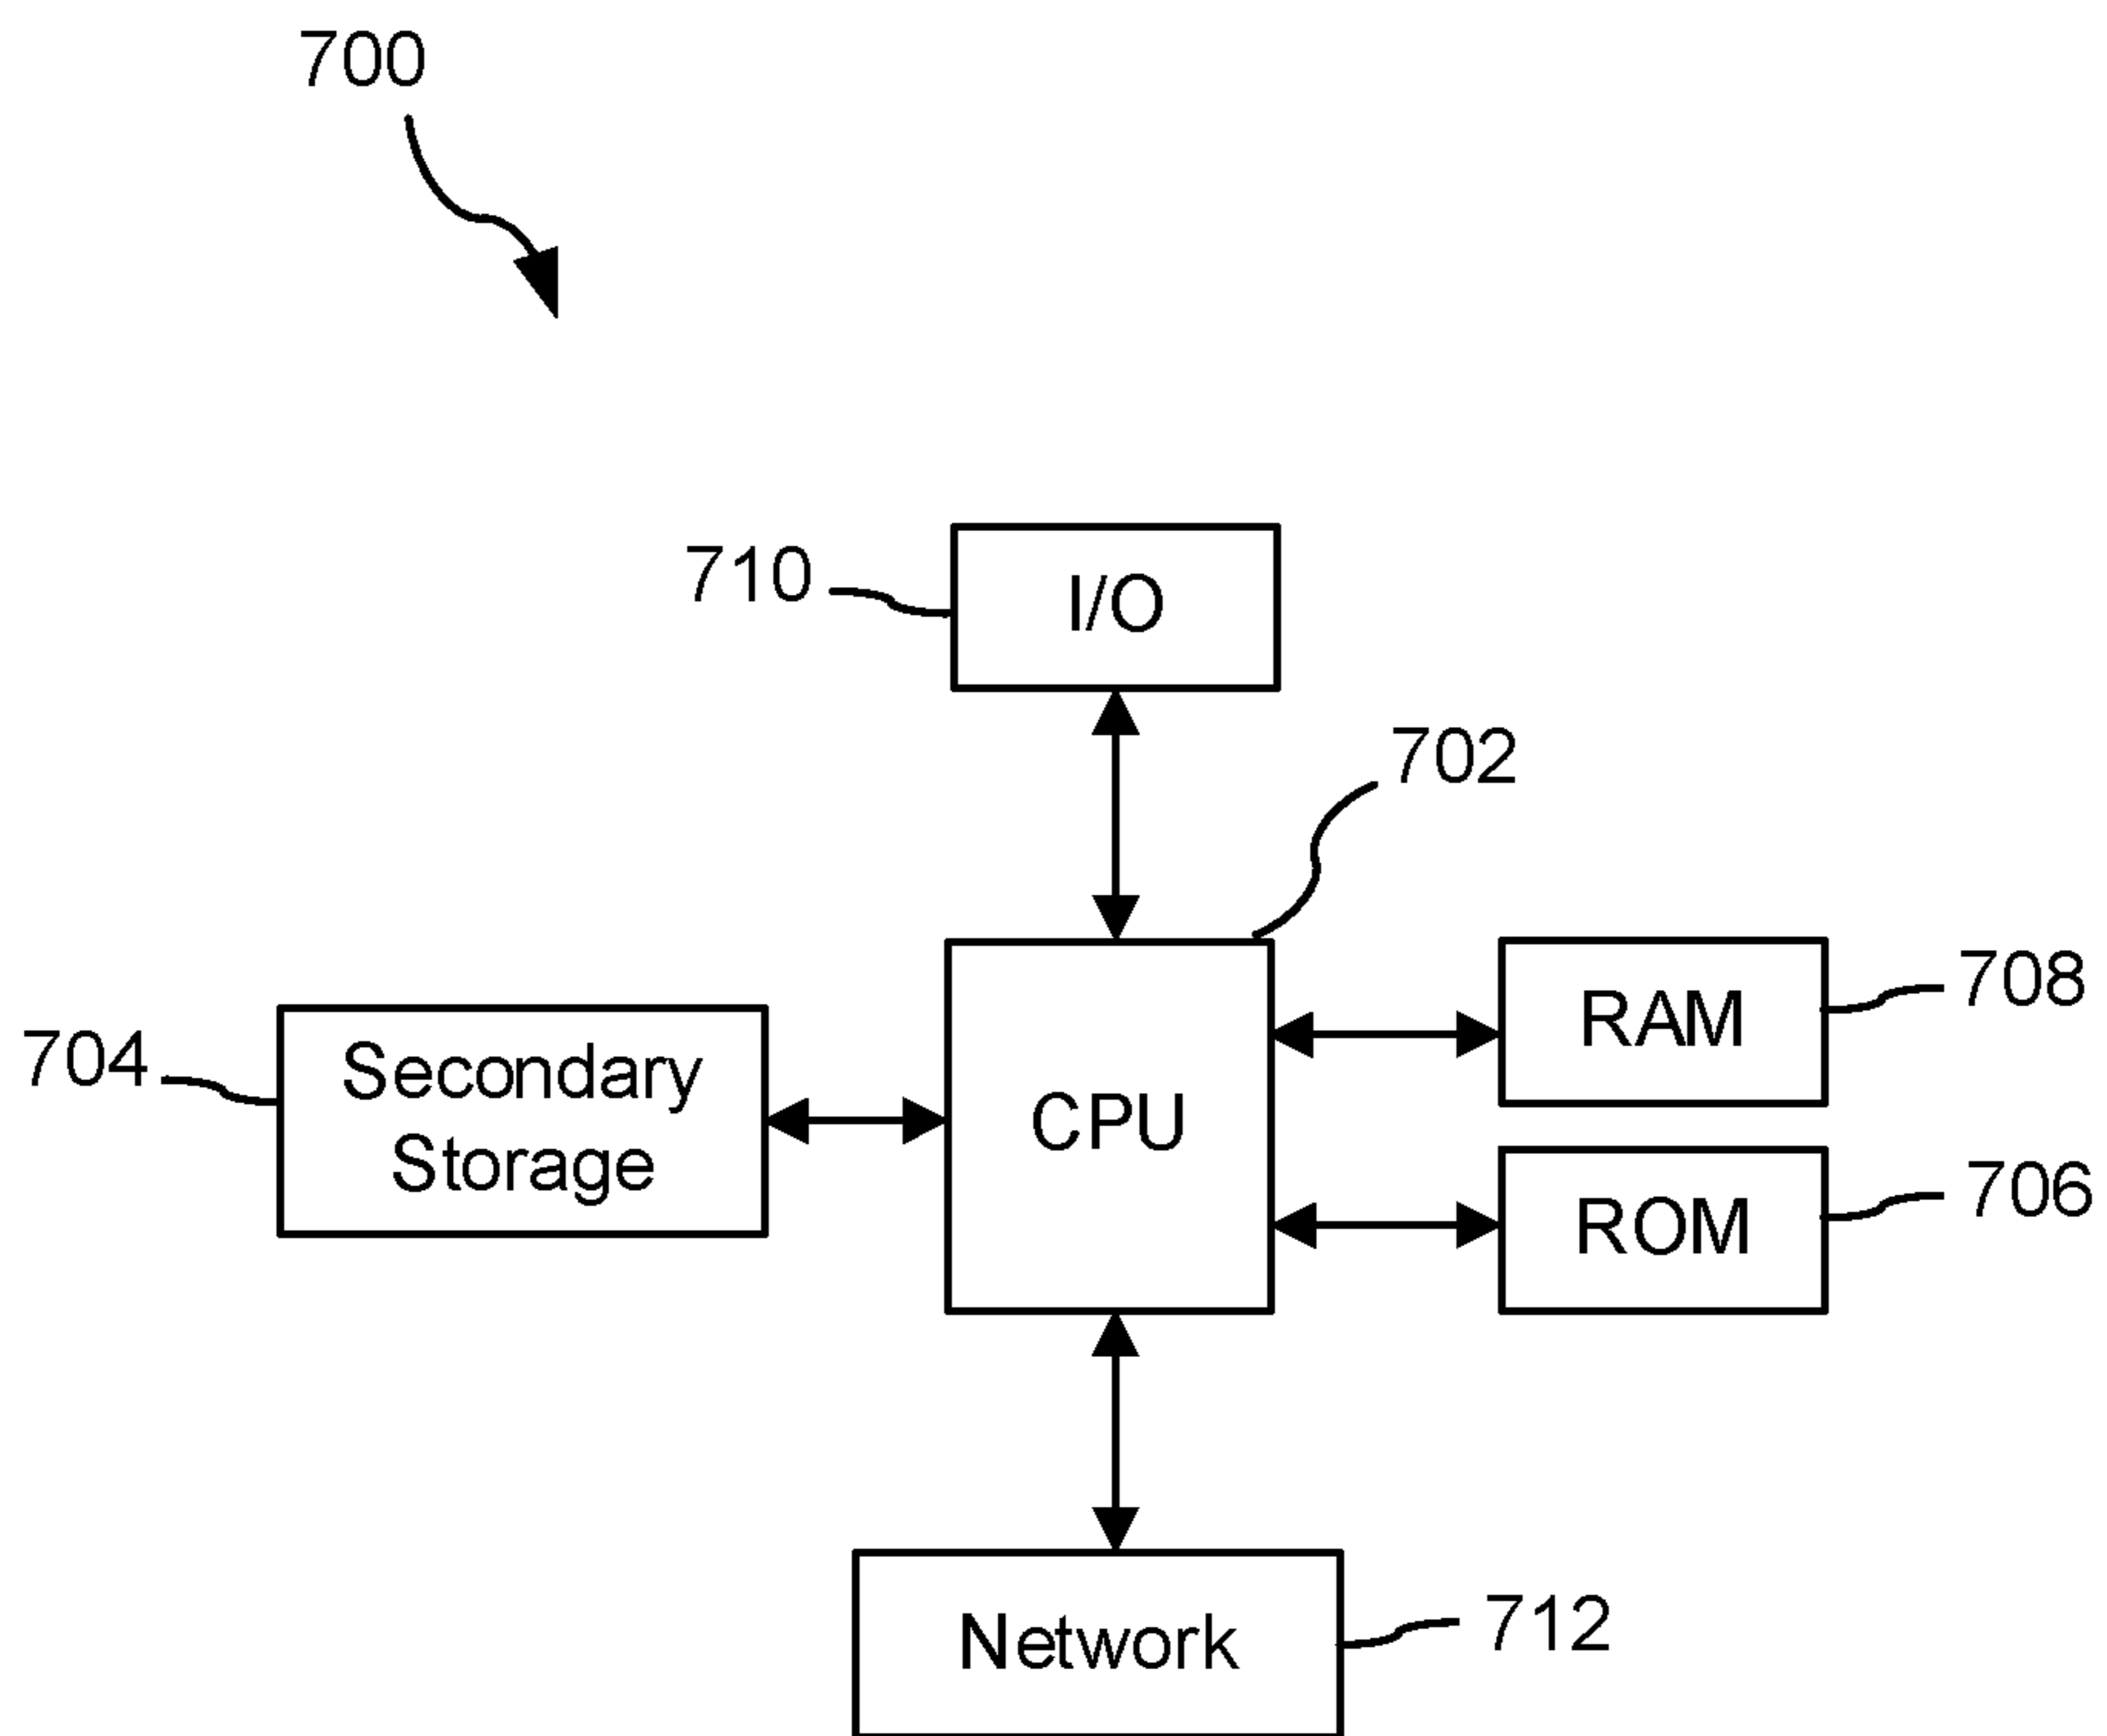 700
710
I/O
702
708
RAM
704
Secondary
Storage
CPU
706
ROM
712
Network